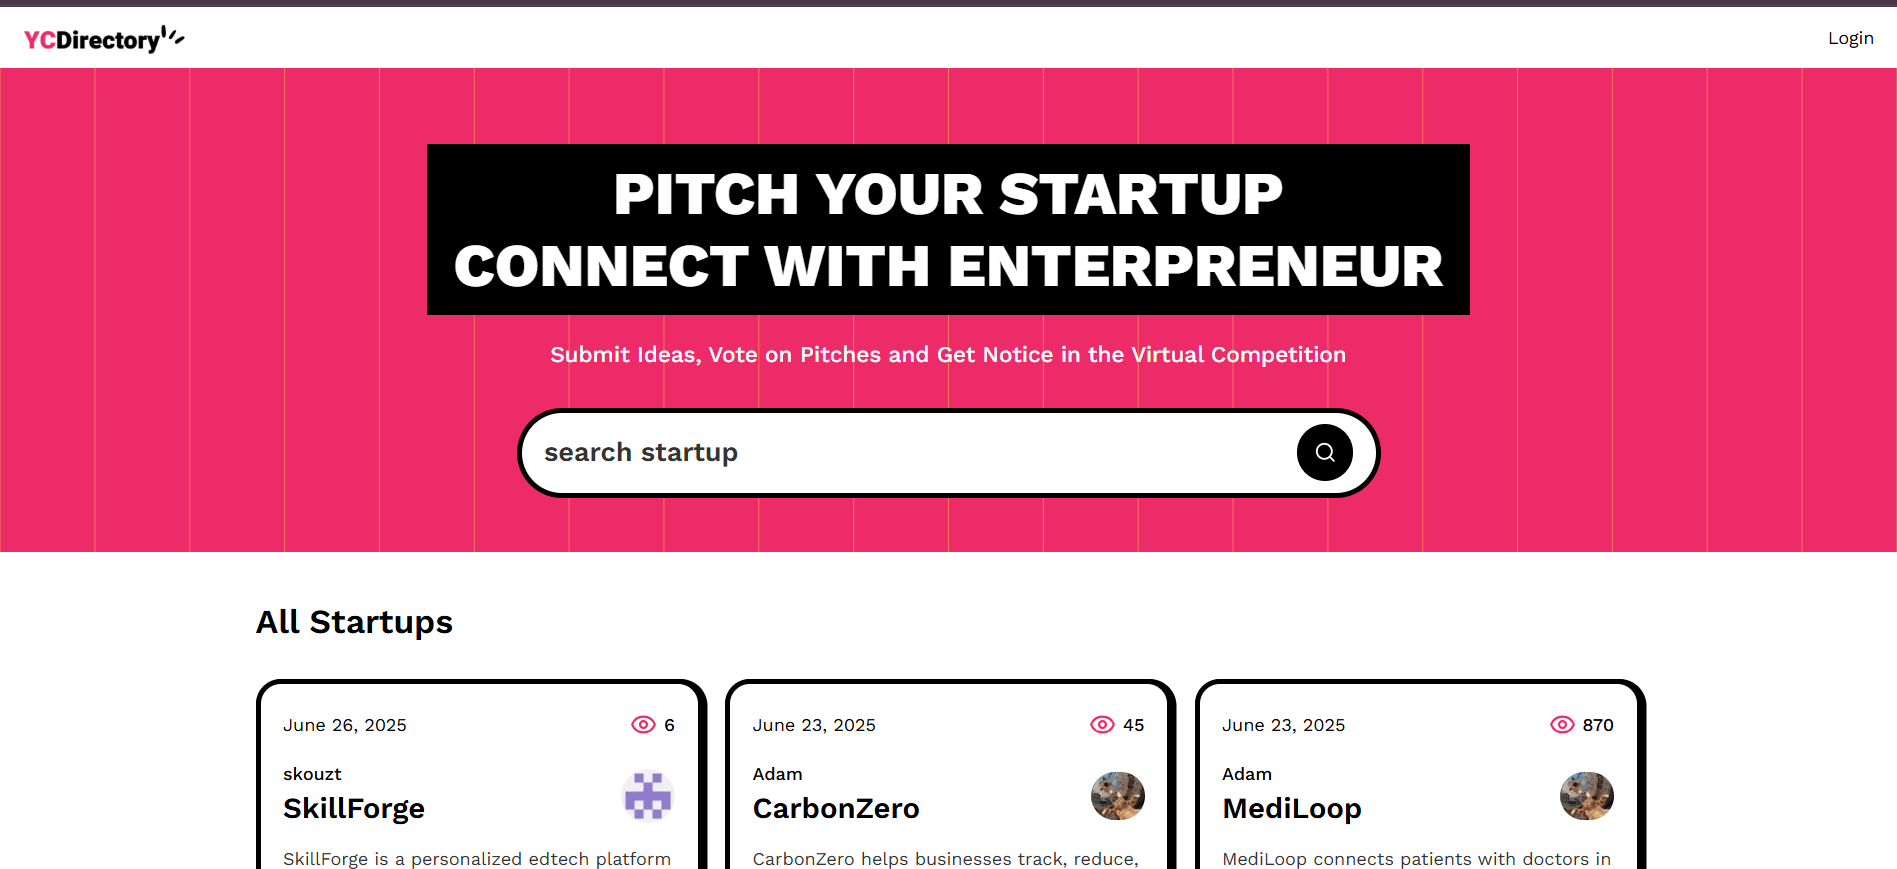 YCDirectory
Login
PITCH YOUR STARTUP
CONNECT WITH ENTERPRENEUR
Submit Ideas, Vote on Pitches and Get Notice in the Virtual Competition
search startup
All Startups
June 26, 2025
6
skouzt
SkillForge
SkillForge is a personalized edtech platform
June 23, 2025
45
Adam
CarbonZero
CarbonZero helps businesses track, reduce,
June 23, 2025
870
Adam
MediLoop
MediLoop connects patients with doctors in